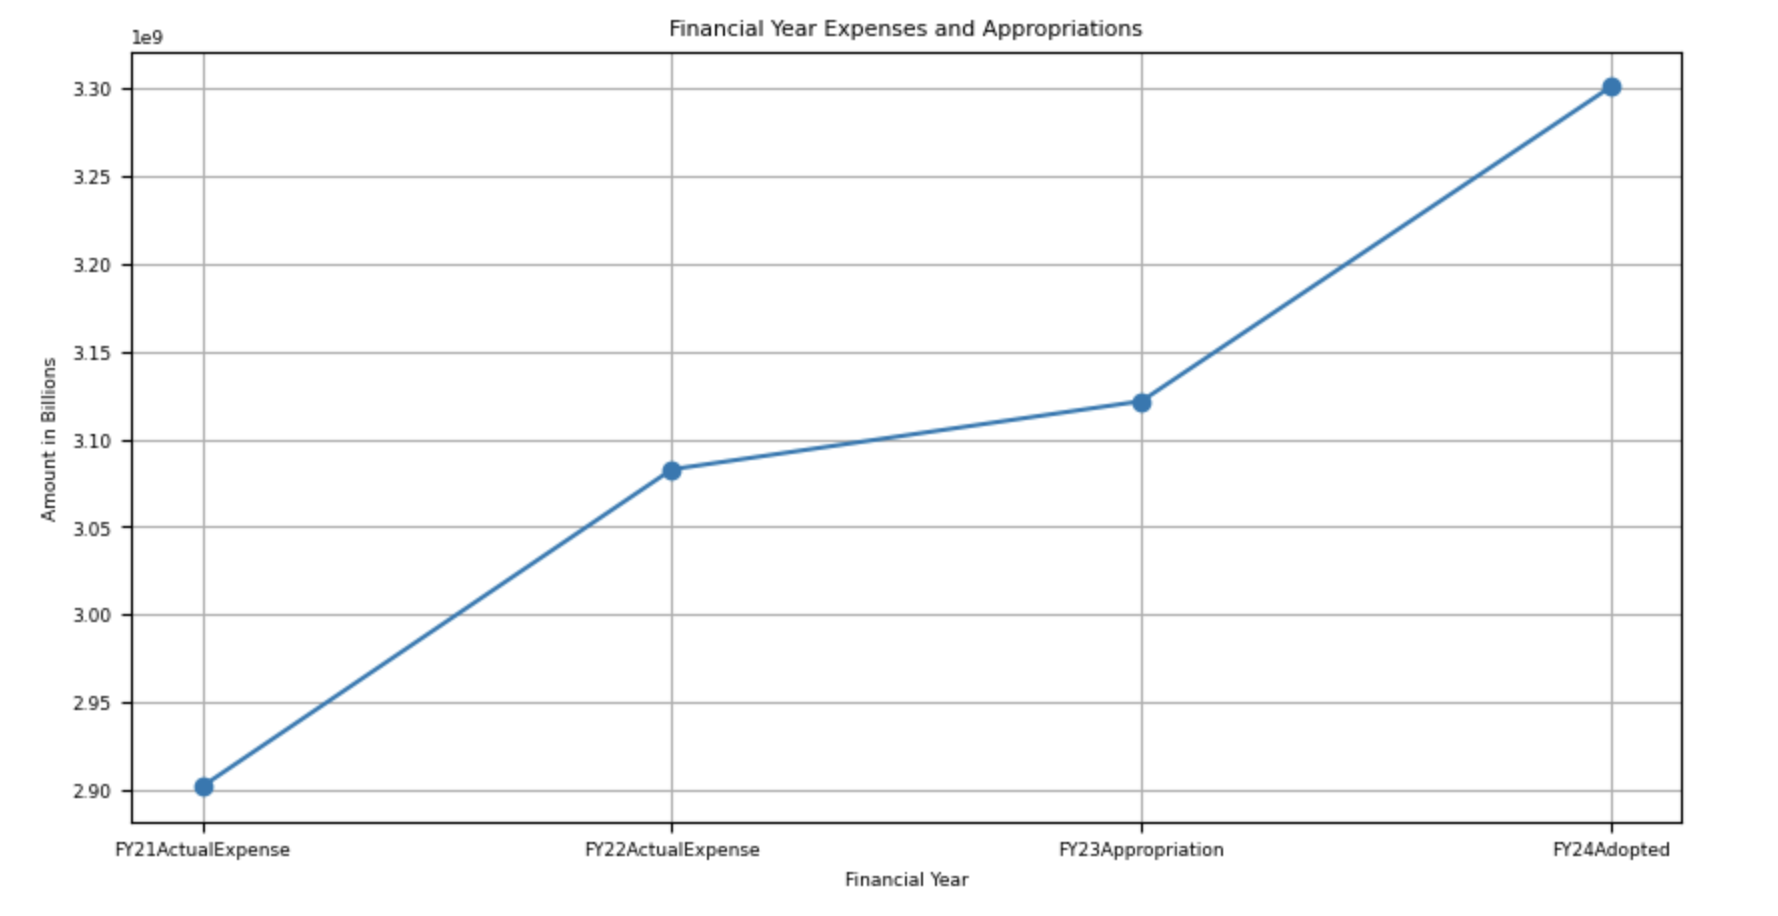 Financial Year Expenses and Appropriations
1e9
3.30
3.25
3.20
3.15
3.10
3.05
3.00
2.95
2.90
Amount in Billions
FY21ActualExpense FY22ActualExpense FY23Appropriation FY24Adopted
Financial Year